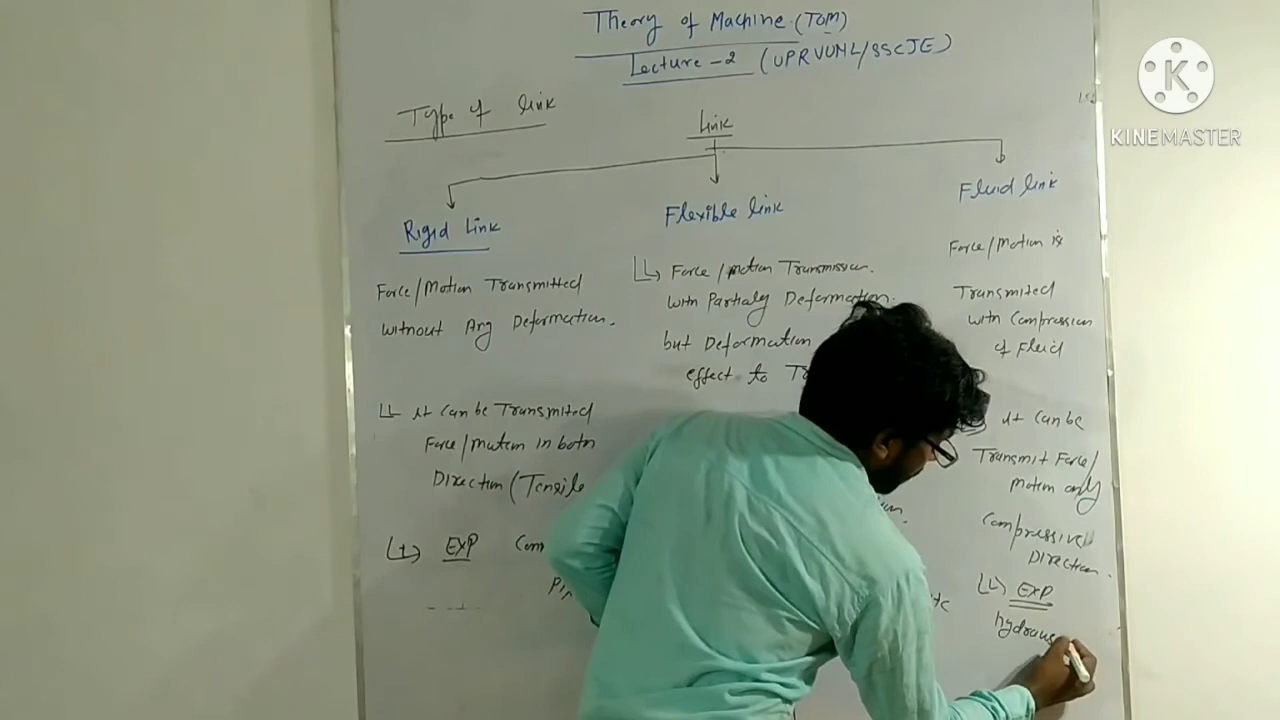 Theory of Machine. (TOM)
Lecture - 2 (UPRVUNL/SSCJE)
Type of link
Link
Rigid Link
Force/Motion Transmitted
without Any Deformation.
it can be Transmitted
Force/Motion in both
Direction (Tensile
EXP Com
Flexible link
Force/Motion Transmission.
with Partialy Deformation.
but Deformation
effect to
etc
Fluid link
Force/Motion is
Transmitted
with Compression
of Fluid
it can be
Transmit Force/
Motion only
Compressive
Direction.
EXP
hydrau
KINEMASTER